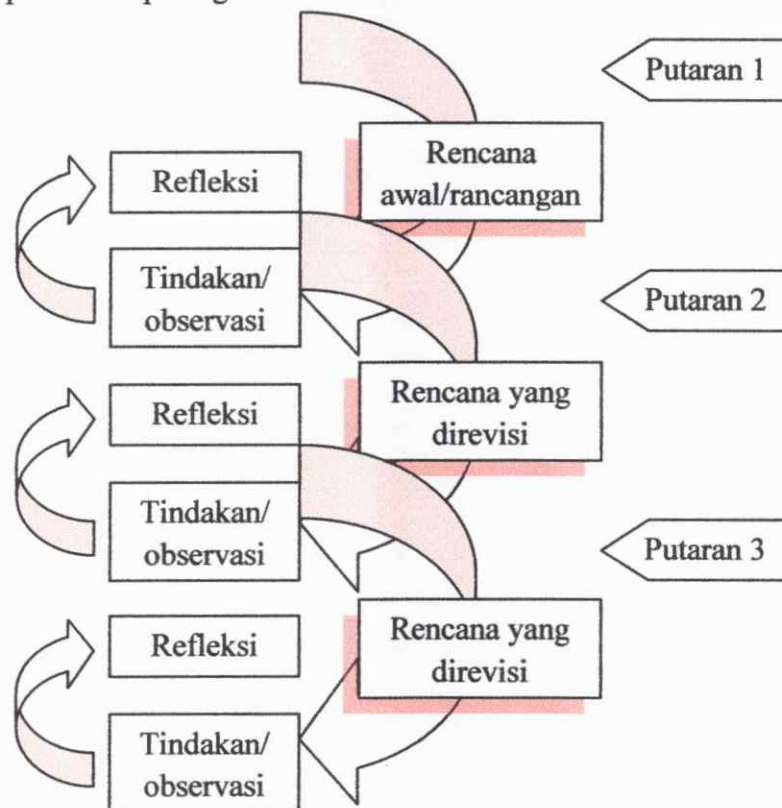 Putaran 1
Rencana
awal/rancangan
Refleksi
Tindakan/
observasi
Putaran 2
Rencana yang
direvisi
Refleksi
Tindakan/
observasi
Putaran 3
Rencana yang
direvisi
Refleksi
Tindakan/
observasi